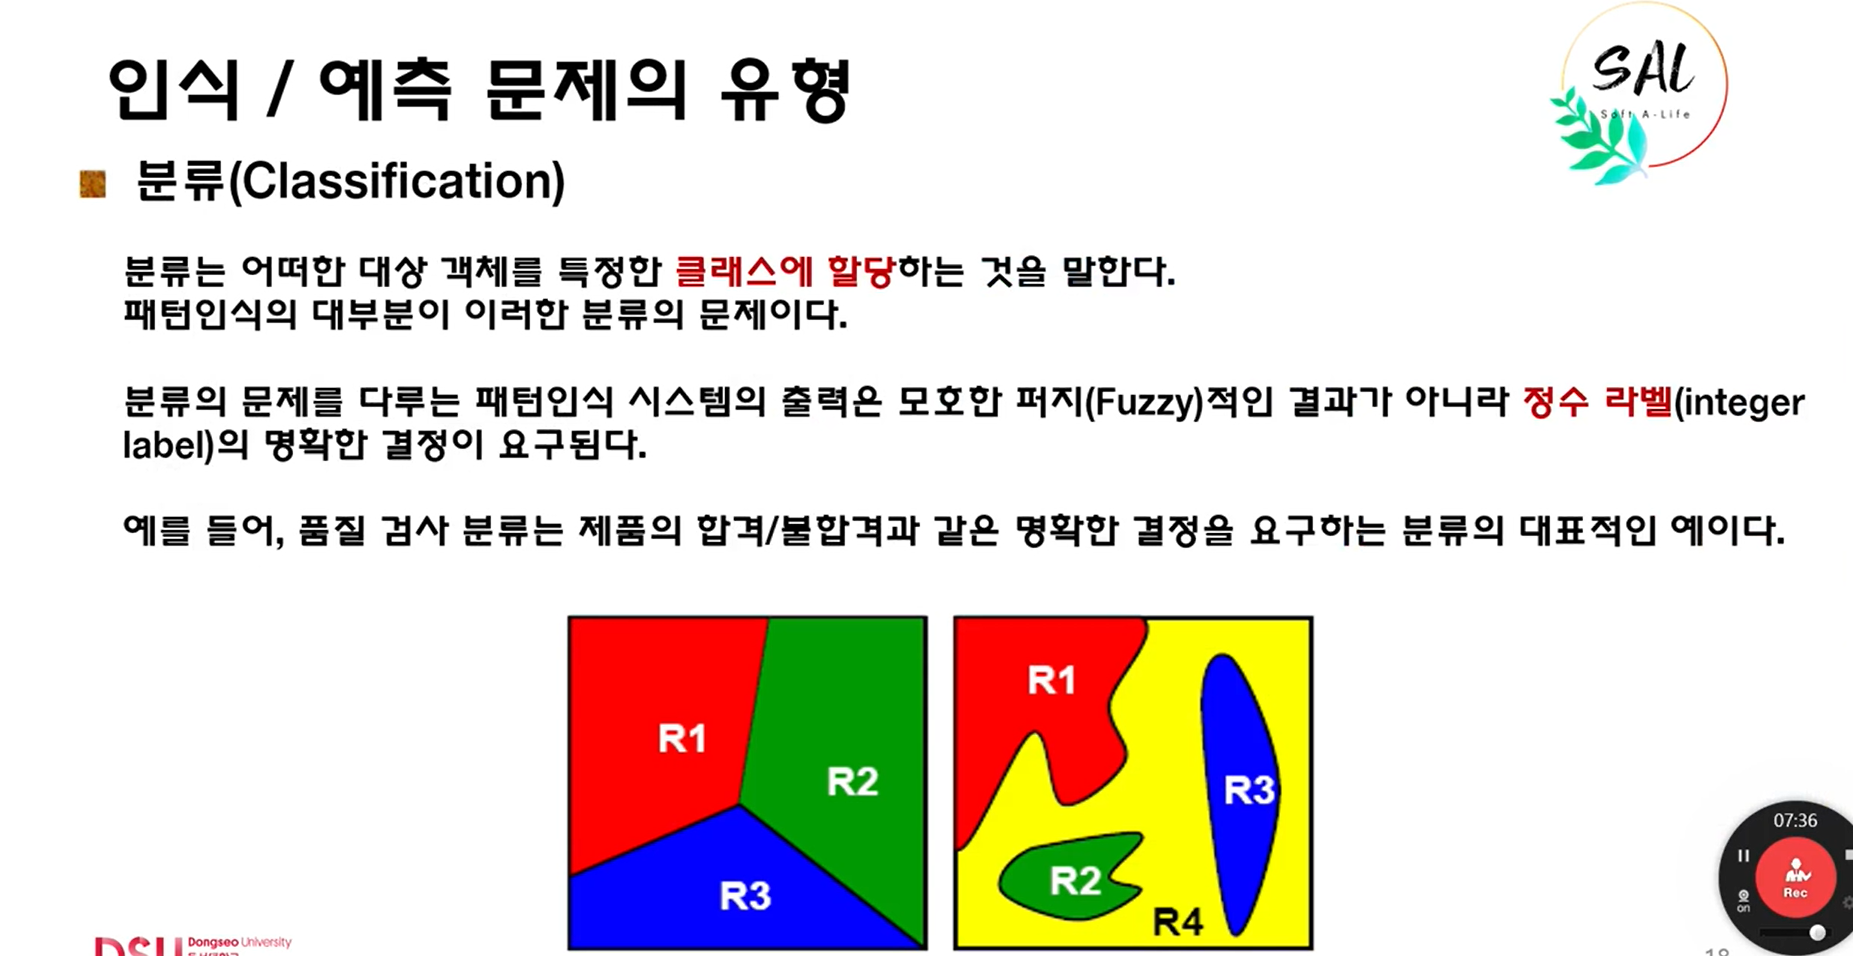 인식 / 예측 문제의 유형
SAL
Soft A-Life
분류(Classification)
분류는 어떠한 대상 객체를 특정한 클래스에 할당하는 것을 말한다.
패턴인식의 대부분이 이러한 분류의 문제이다.
분류의 문제를 다루는 패턴인식 시스템의 출력은 모호한 퍼지(Fuzzy)적인 결과가 아니라 정수 라벨(integer
label)의 명확한 결정이 요구된다.
예를 들어, 품질 검사 분류는 제품의 합격/불합격과 같은 명확한 결정을 요구하는 분류의 대표적인 예이다.
R1
R2
R3
R1
R2
R3
R4
07:36
Rec
on
DSU Dongseo University